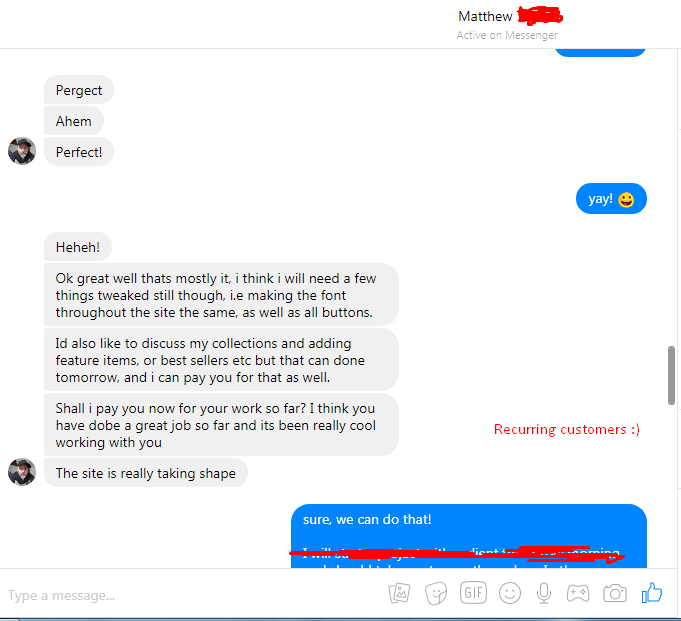 Matthew
Active on Messenger
Pergect
Ahem
Perfect!
yay!
Heheh!
Ok great well thats mostly it, i think i will need a few
things tweaked still though, i.e making the font
throughout the site the same, as well as all buttons.
Id also like to discuss my collections and adding
feature items, or best sellers etc but that can done
tomorrow, and i can pay you for that as well.
Shall i pay you now for your work so far? I think you
have dobe a great job so far and its been really cool
working with you
Recurring customers :)
The site is really taking shape
sure, we can do that!
I will
Type a message...
GIF